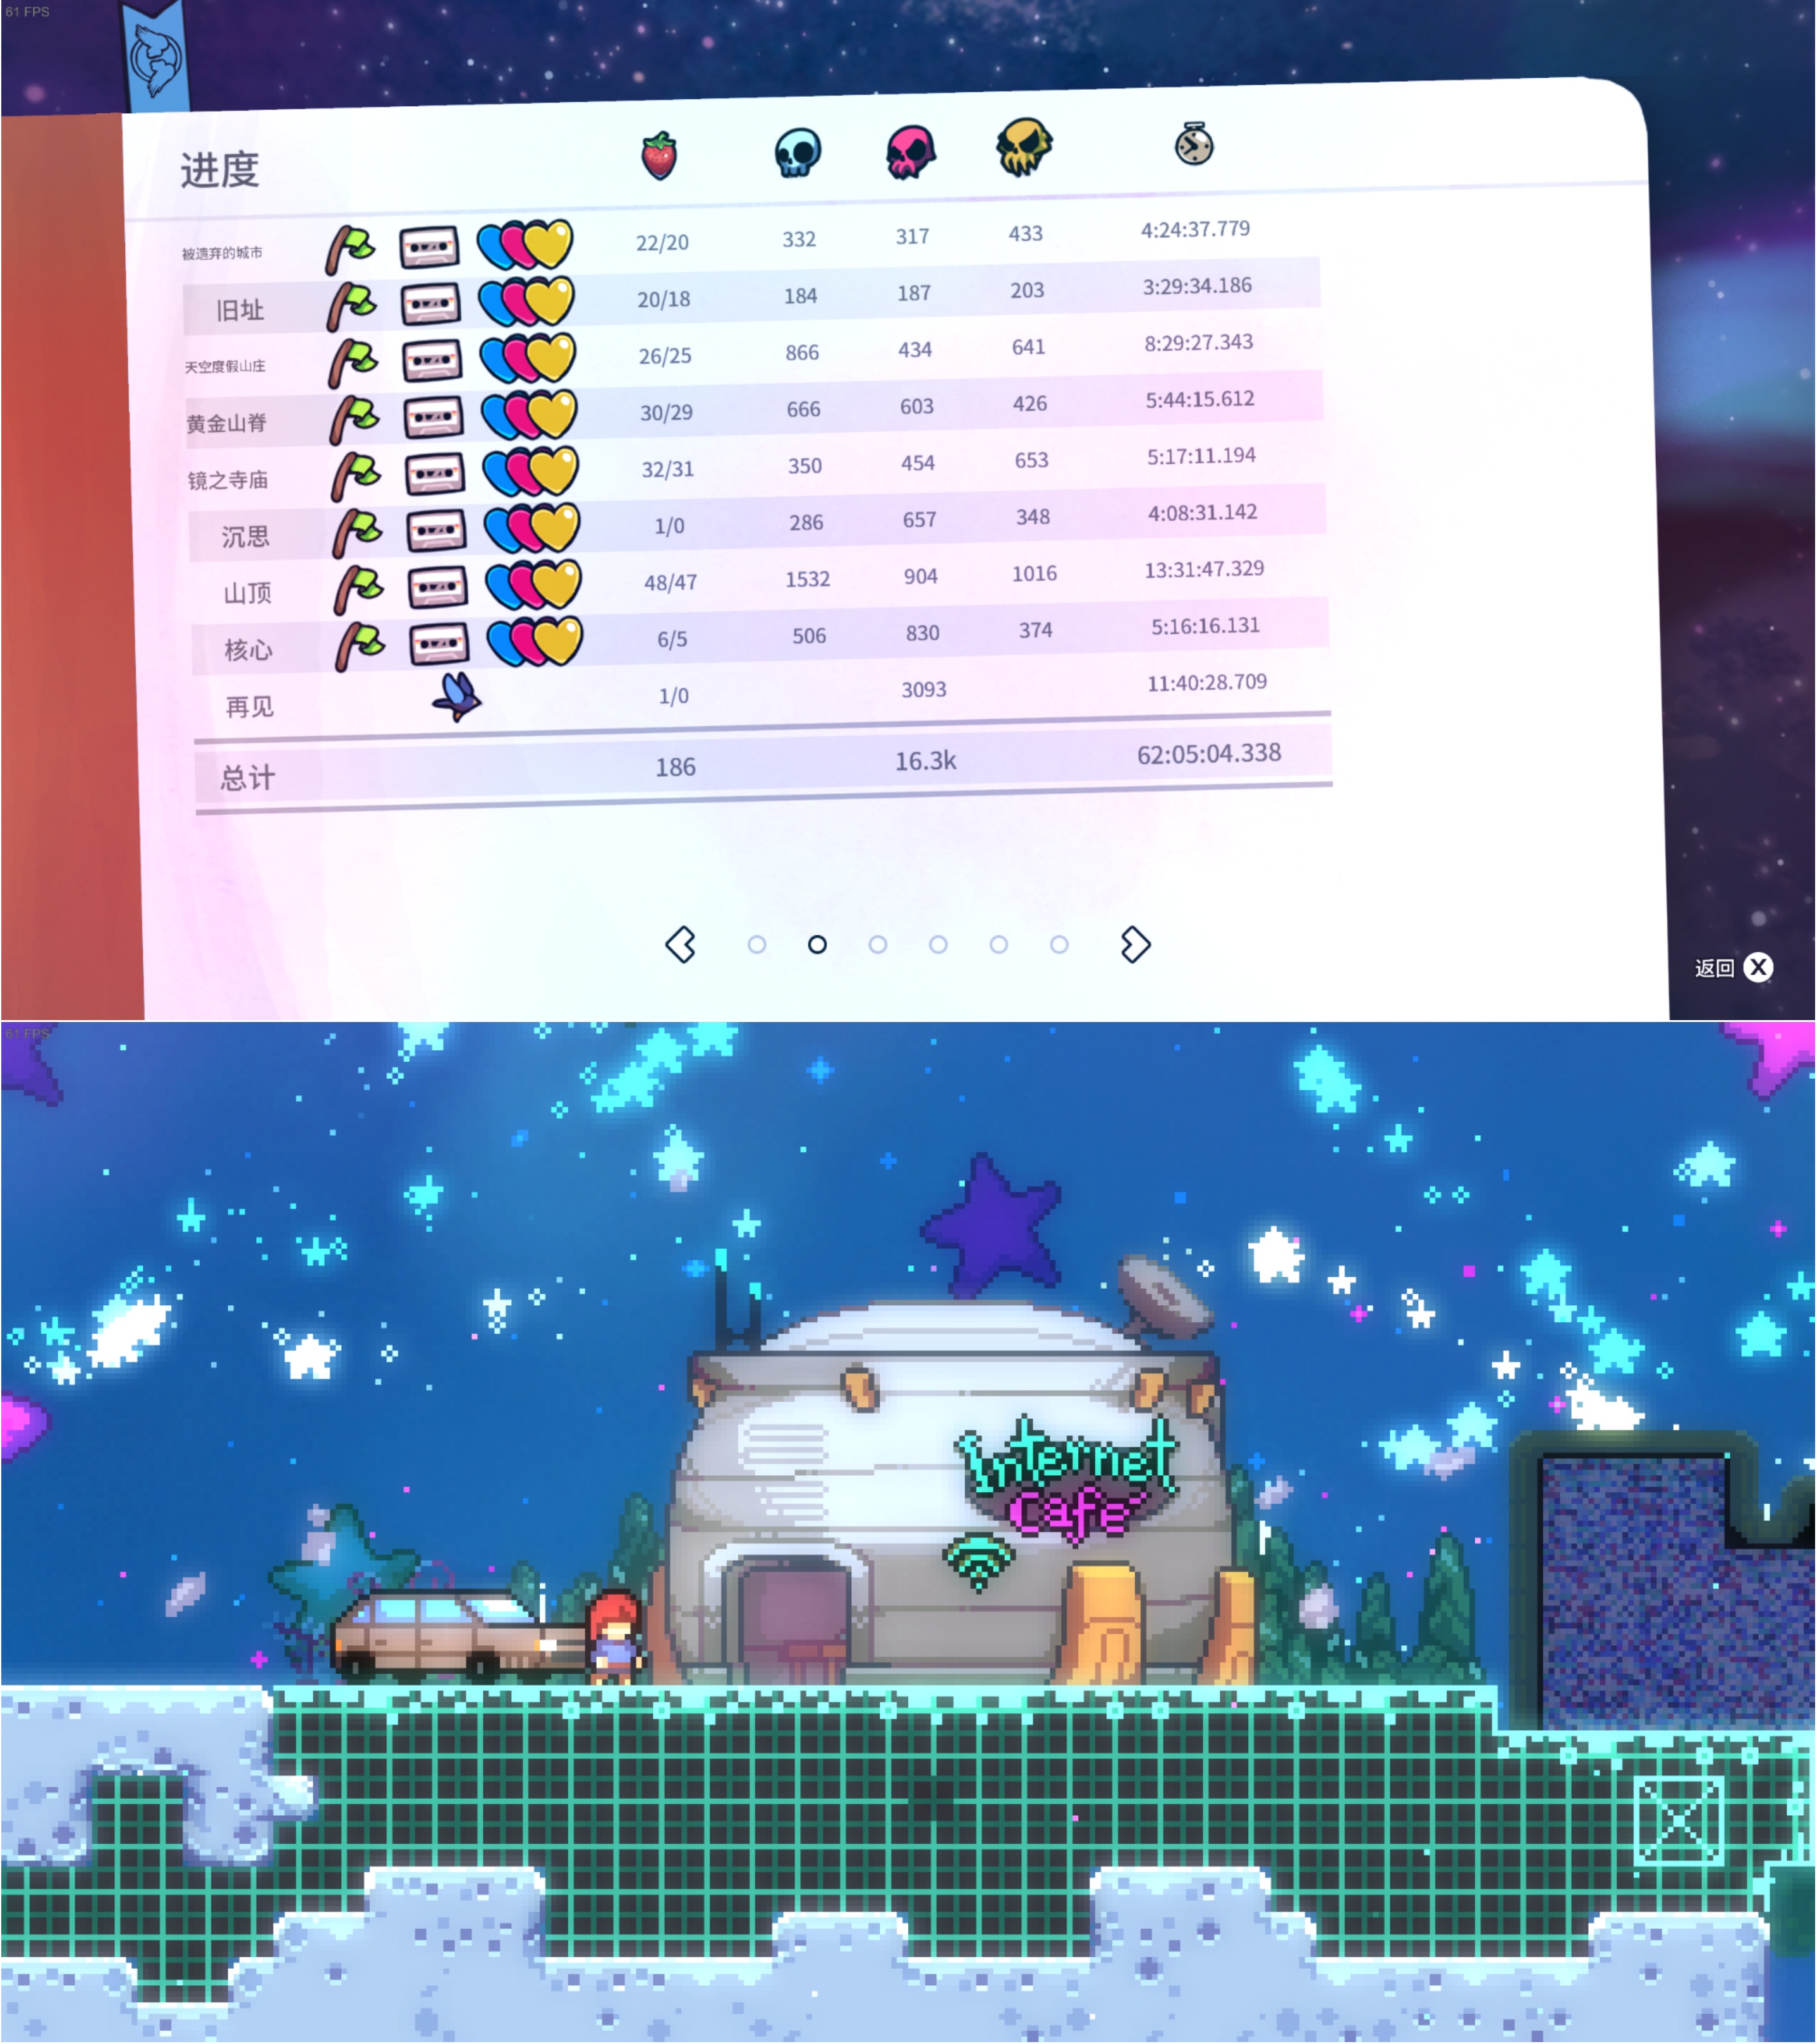 61 FPS
进度
被遗弃的城市 22/20 332 317 433 4:24:37.779
旧址 20/18 184 187 203 3:29:34.186
天空度假山庄 26/25 866 434 641 8:29:27.343
黄金山脊 30/29 666 603 426 5:44:15.612
镜之寺庙 32/31 350 454 653 5:17:11.194
沉思 1/0 286 657 348 4:08:31.142
山顶 48/47 1532 904 1016 13:31:47.329
核心 6/5 506 830 374 5:16:16.131
再见 1/0 3093 11:40:28.709
总计 186 16.3k 62:05:04.338
返回 X
61 FPS
Internet
Cafe